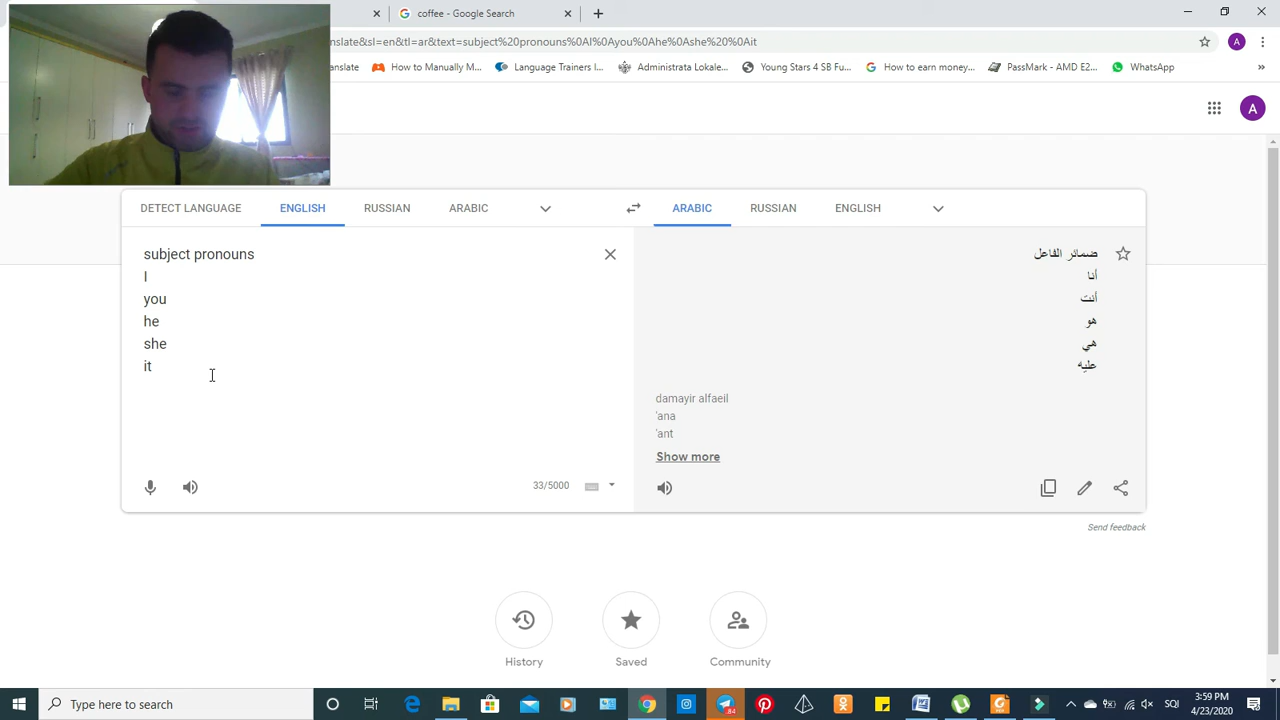 coffee - Google Search
nslate&sl=en&tl=ar&text=subject%20pronouns%0AI%0Ayou%0Ahe%0Ashe%20%0Ait
A
anslate
How to Manually M...
Language Trainers I...
Administrata Lokale...
Young Stars 4 SB Fu...
How to earn money...
PassMark - AMD E2...
WhatsApp
»
A
DETECT LANGUAGE
ENGLISH
RUSSIAN
ARABIC
ARABIC
RUSSIAN
ENGLISH
subject pronouns
I
you
he
she
it
33/5000
ضمائر الفاعل
أنا
أنت
هو
هي
عليه
damayir alfaeil
'ana
'ant
Show more
Send feedback
History
Saved
Community
Type here to search
84
SQ
3:59 PM
4/23/2020